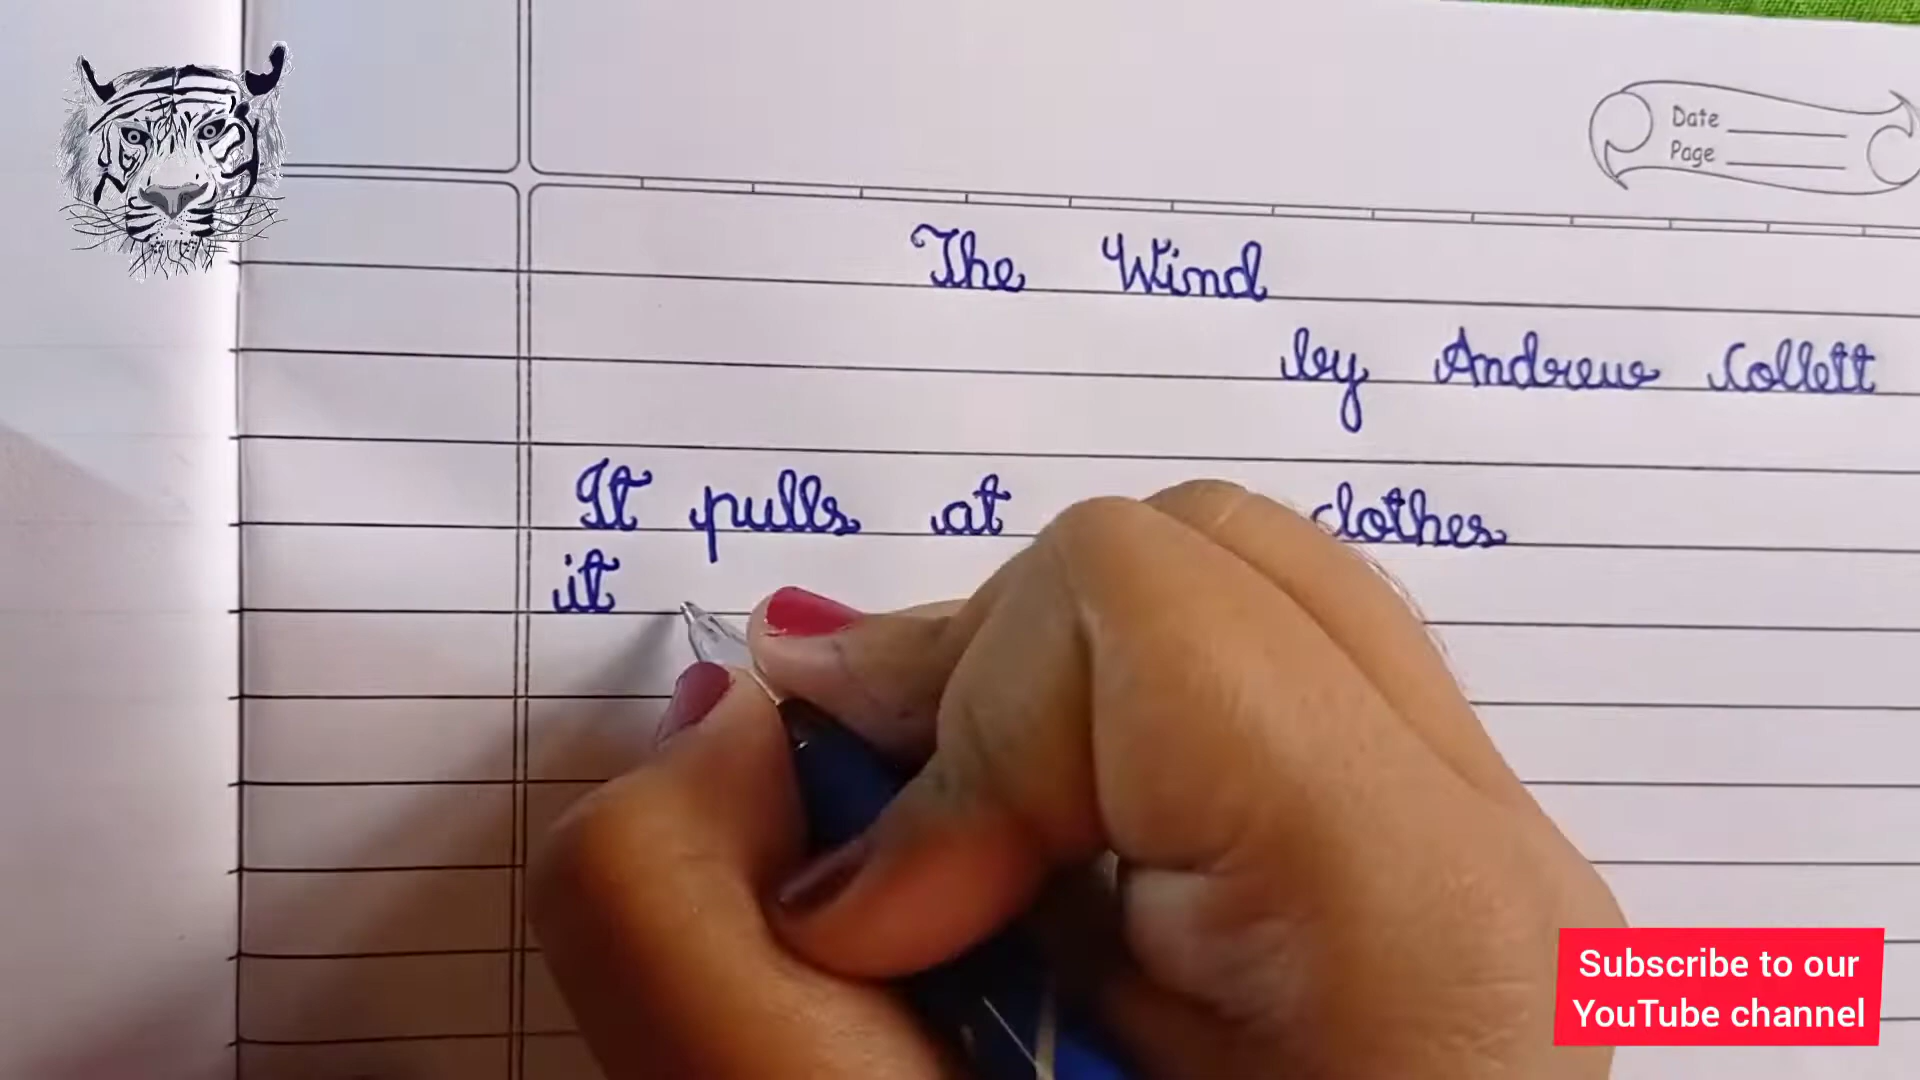 Date
Page
The Wind
by Andrew Collett
It pulls at clothes
it
Subscribe to our
YouTube channel